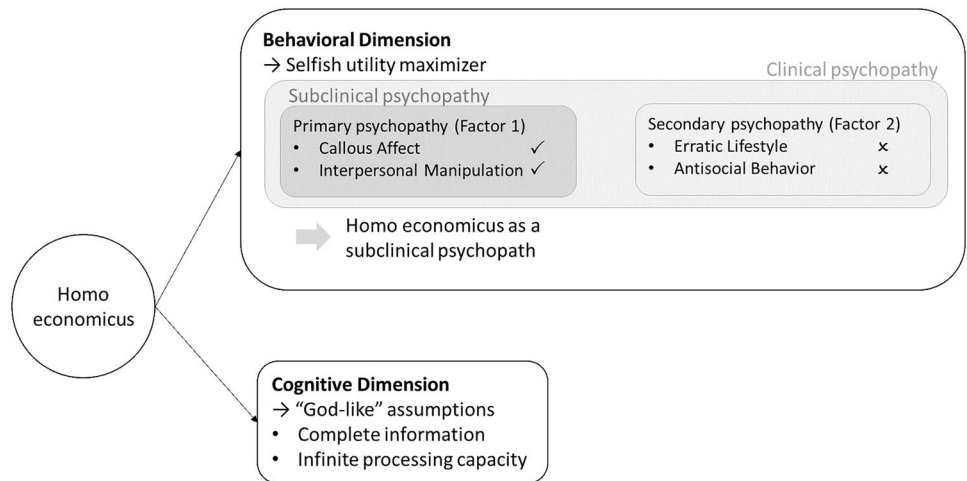 Behavioral Dimension
→ Selfish utility maximizer
Clinical psychopathy
Subclinical psychopathy
Primary psychopathy (Factor 1)
• Callous Affect ✓
• Interpersonal Manipulation ✓
Secondary psychopathy (Factor 2)
• Erratic Lifestyle ×
• Antisocial Behavior ×
Homo economicus as a
subclinical psychopath
Homo
economicus
Cognitive Dimension
→ “God-like” assumptions
• Complete information
• Infinite processing capacity